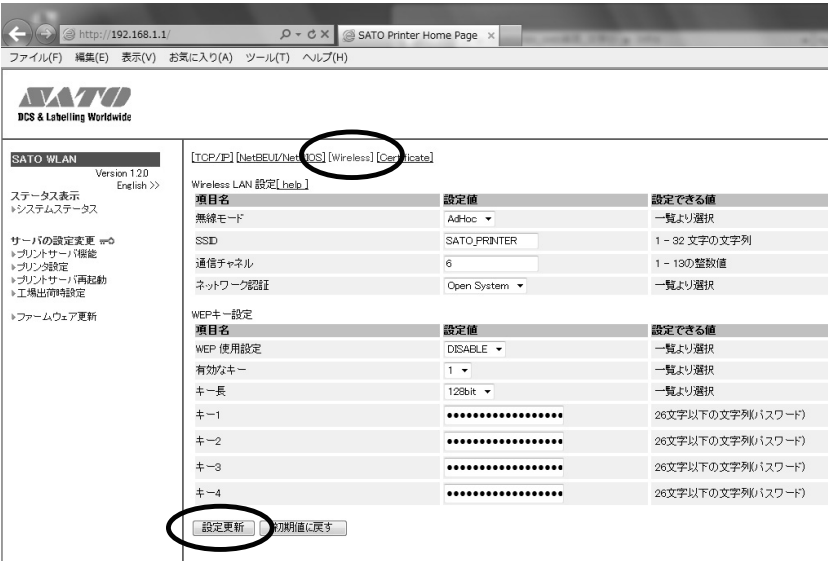 http://192.168.1.1/
SATO Printer Home Page
ファイル(F) 編集(E) 表示(V) お気に入り(A) ツール(T) ヘルプ(H)
SATO
DCS & Labelling Worldwide
SATO WLAN
Version 1.2.0
English >>
ステータス表示
システムステータス
サーバの設定変更
プリントサーバ機能
プリンタ設定
プリントサーバ再起動
工場出荷時設定
ファームウェア更新
[TCP/IP] [NetBEUI/NetBIOS] [Wireless] [Certificate]
Wireless LAN 設定[ help ]
項目名 設定値 設定できる値
無線モード AdHoc 一覧より選択
SSID SATO_PRINTER 1 - 32 文字の文字列
通信チャネル 6 1 - 13の整数値
ネットワーク認証 Open System 一覧より選択
WEPキー設定
項目名 設定値 設定できる値
WEP 使用設定 DISABLE 一覧より選択
有効なキー 1 一覧より選択
キー長 128bit 一覧より選択
キー1 ●●●●●●●●●●●●●●●●●● 26文字以下の文字列(パスワード)
キー2 ●●●●●●●●●●●●●●●●●● 26文字以下の文字列(パスワード)
キー3 ●●●●●●●●●●●●●●●●●● 26文字以下の文字列(パスワード)
キー4 ●●●●●●●●●●●●●●●●●● 26文字以下の文字列(パスワード)
設定更新 初期値に戻す